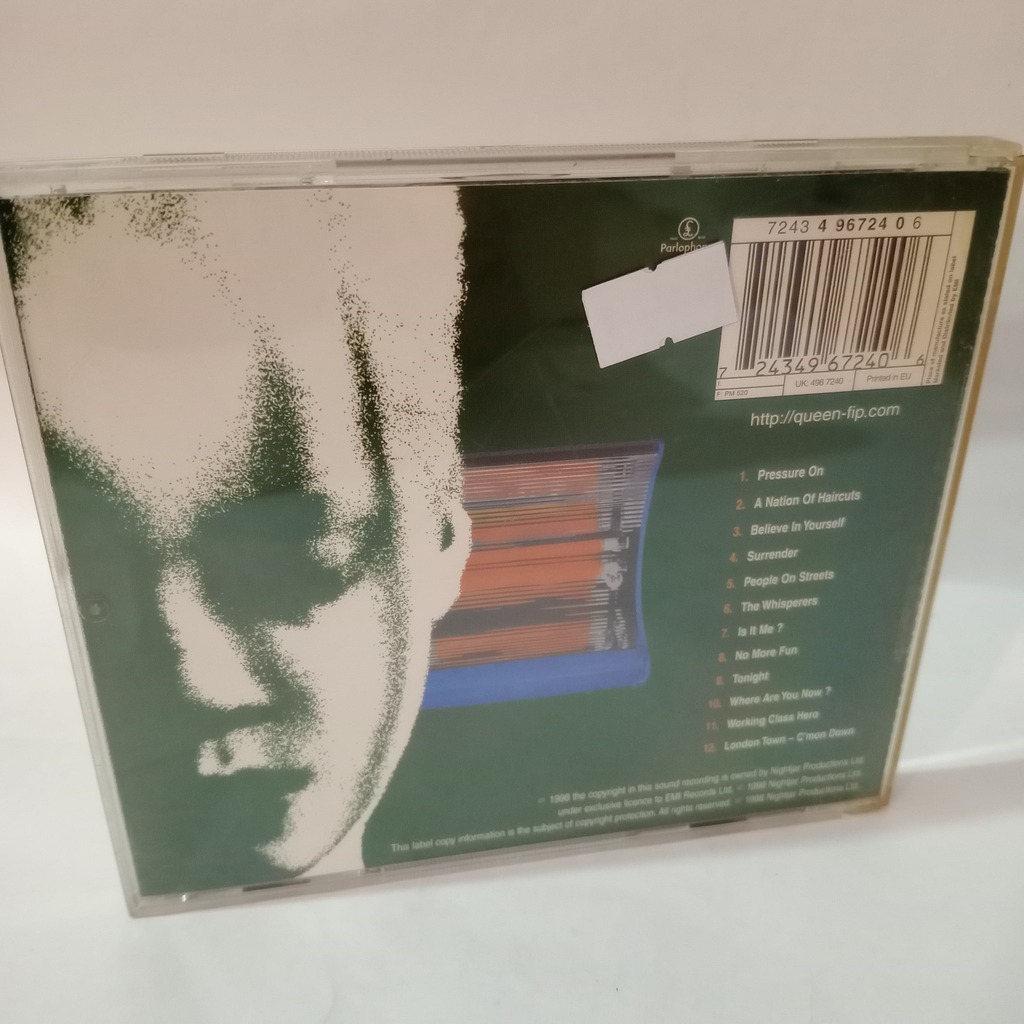 Parlophon
7243 4 96724 0 6
7 24349 67240 6
F: PM 520
UK: 496 7240
Printed in EU
http://queen-fip.com
1. Pressure On
2. A Nation Of Haircuts
3. Believe In Yourself
4. Surrender
5. People On Streets
6. The Whisperers
7. Is It Me ?
8. No More Fun
9. Tonight
10. Where Are You Now ?
11. Working Class Hero
12. London Town – C'mon Down
1998 the copyright in this sound recording is owned by Nightjar Productions Ltd.
under exclusive licence to EMI Records Ltd. 1998 Nightjar Productions Ltd.
This label copy information is the subject of copyright protection. All rights reserved. 1998 Nightjar Productions Ltd.